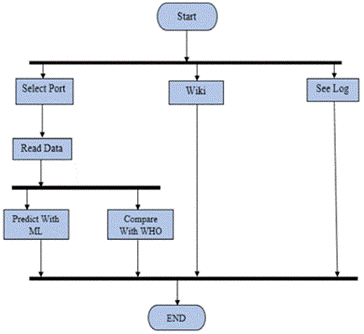 Start
Select Port
Wiki
See Log
Read Data
Predict With
ML
Compare
With WHO
END